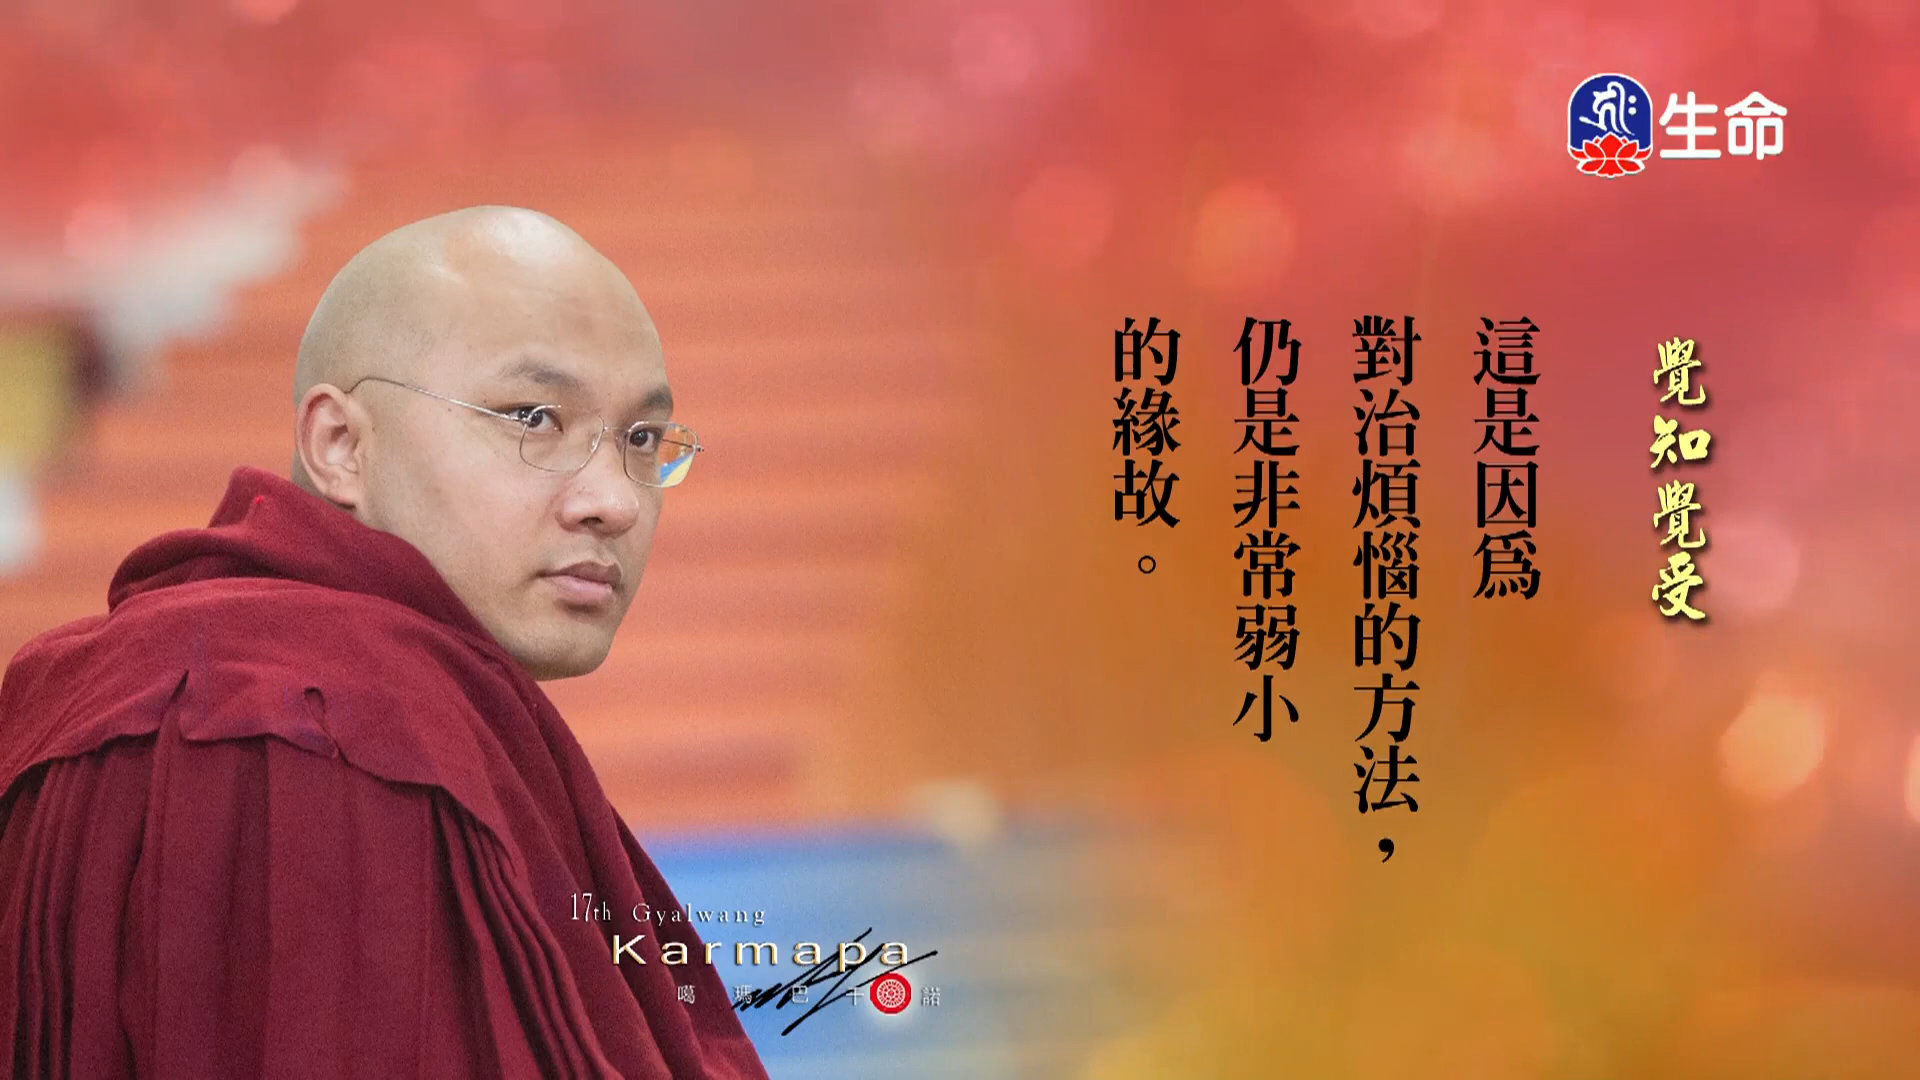 生命
覺知覺受
這是因為
對治煩惱的方法，
仍是非常弱小
的緣故。
17th Gyalwang
Karmapa
噶瑪巴千諾